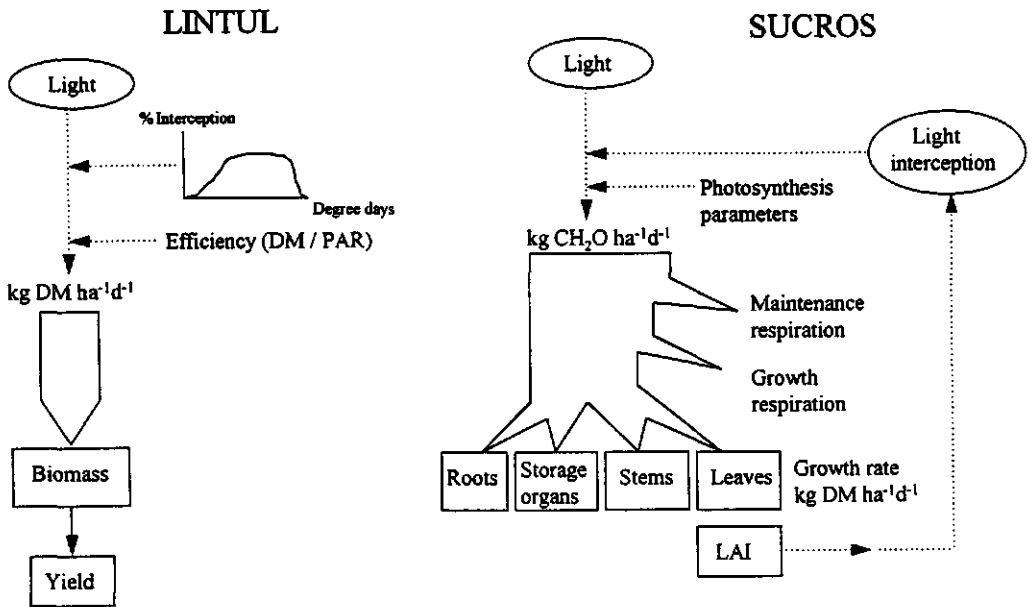 LINTUL
Light
% Interception
Degree days
Efficiency (DM / PAR)
kg DM ha⁻¹d⁻¹
Biomass
Yield
SUCROS
Light
Light
interception
Photosynthesis
parameters
kg CH₂O ha⁻¹d⁻¹
Maintenance
respiration
Growth
respiration
Roots
Storage
organs
Stems
Leaves
Growth rate
kg DM ha⁻¹d⁻¹
LAI